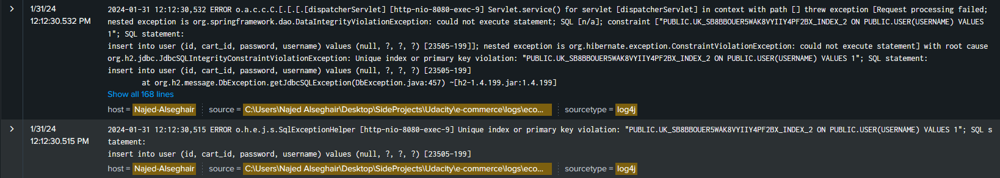 1/31/24
12:12:30.532 PM
2024-01-31 12:12:30,532 ERROR o.a.c.c.C.[.[.[.[dispatcherServlet] [http-nio-8080-exec-9] Servlet.service() for servlet [dispatcherServlet] in context with path [] threw exception [Request processing failed;
nested exception is org.springframework.dao.DataIntegrityViolationException: could not execute statement; SQL [n/a]; constraint ["PUBLIC.UK_SB8BBOUER5WAK8VYIIY4PF2BX_INDEX_2 ON PUBLIC.USER(USERNAME) VALUES
1"; SQL statement:
insert into user (id, cart_id, password, username) values (null, ?, ?, ?) [23505-199]]; nested exception is org.hibernate.exception.ConstraintViolationException: could not execute statement] with root cause
org.h2.jdbc.JdbcSQLIntegrityConstraintViolationException: Unique index or primary key violation: "PUBLIC.UK_SB8BBOUER5WAK8VYIIY4PF2BX_INDEX_2 ON PUBLIC.USER(USERNAME) VALUES 1"; SQL statement:
insert into user (id, cart_id, password, username) values (null, ?, ?, ?) [23505-199]
at org.h2.message.DbException.getJdbcSQLException(DbException.java:457) ~[h2-1.4.199.jar:1.4.199]
Show all 168 lines
host = Najed-Alseghair source = C:\Users\Najed Alseghair\Desktop\SideProjects\Udacity\e-commerce\logs\eco... sourcetype = log4j
1/31/24
12:12:30.515 PM
2024-01-31 12:12:30,515 ERROR o.h.e.j.s.SqlExceptionHelper [http-nio-8080-exec-9] Unique index or primary key violation: "PUBLIC.UK_SB8BBOUER5WAK8VYIIY4PF2BX_INDEX_2 ON PUBLIC.USER(USERNAME) VALUES 1"; SQL s
tatement:
insert into user (id, cart_id, password, username) values (null, ?, ?, ?) [23505-199]
host = Najed-Alseghair source = C:\Users\Najed Alseghair\Desktop\SideProjects\Udacity\e-commerce\logs\eco... sourcetype = log4j